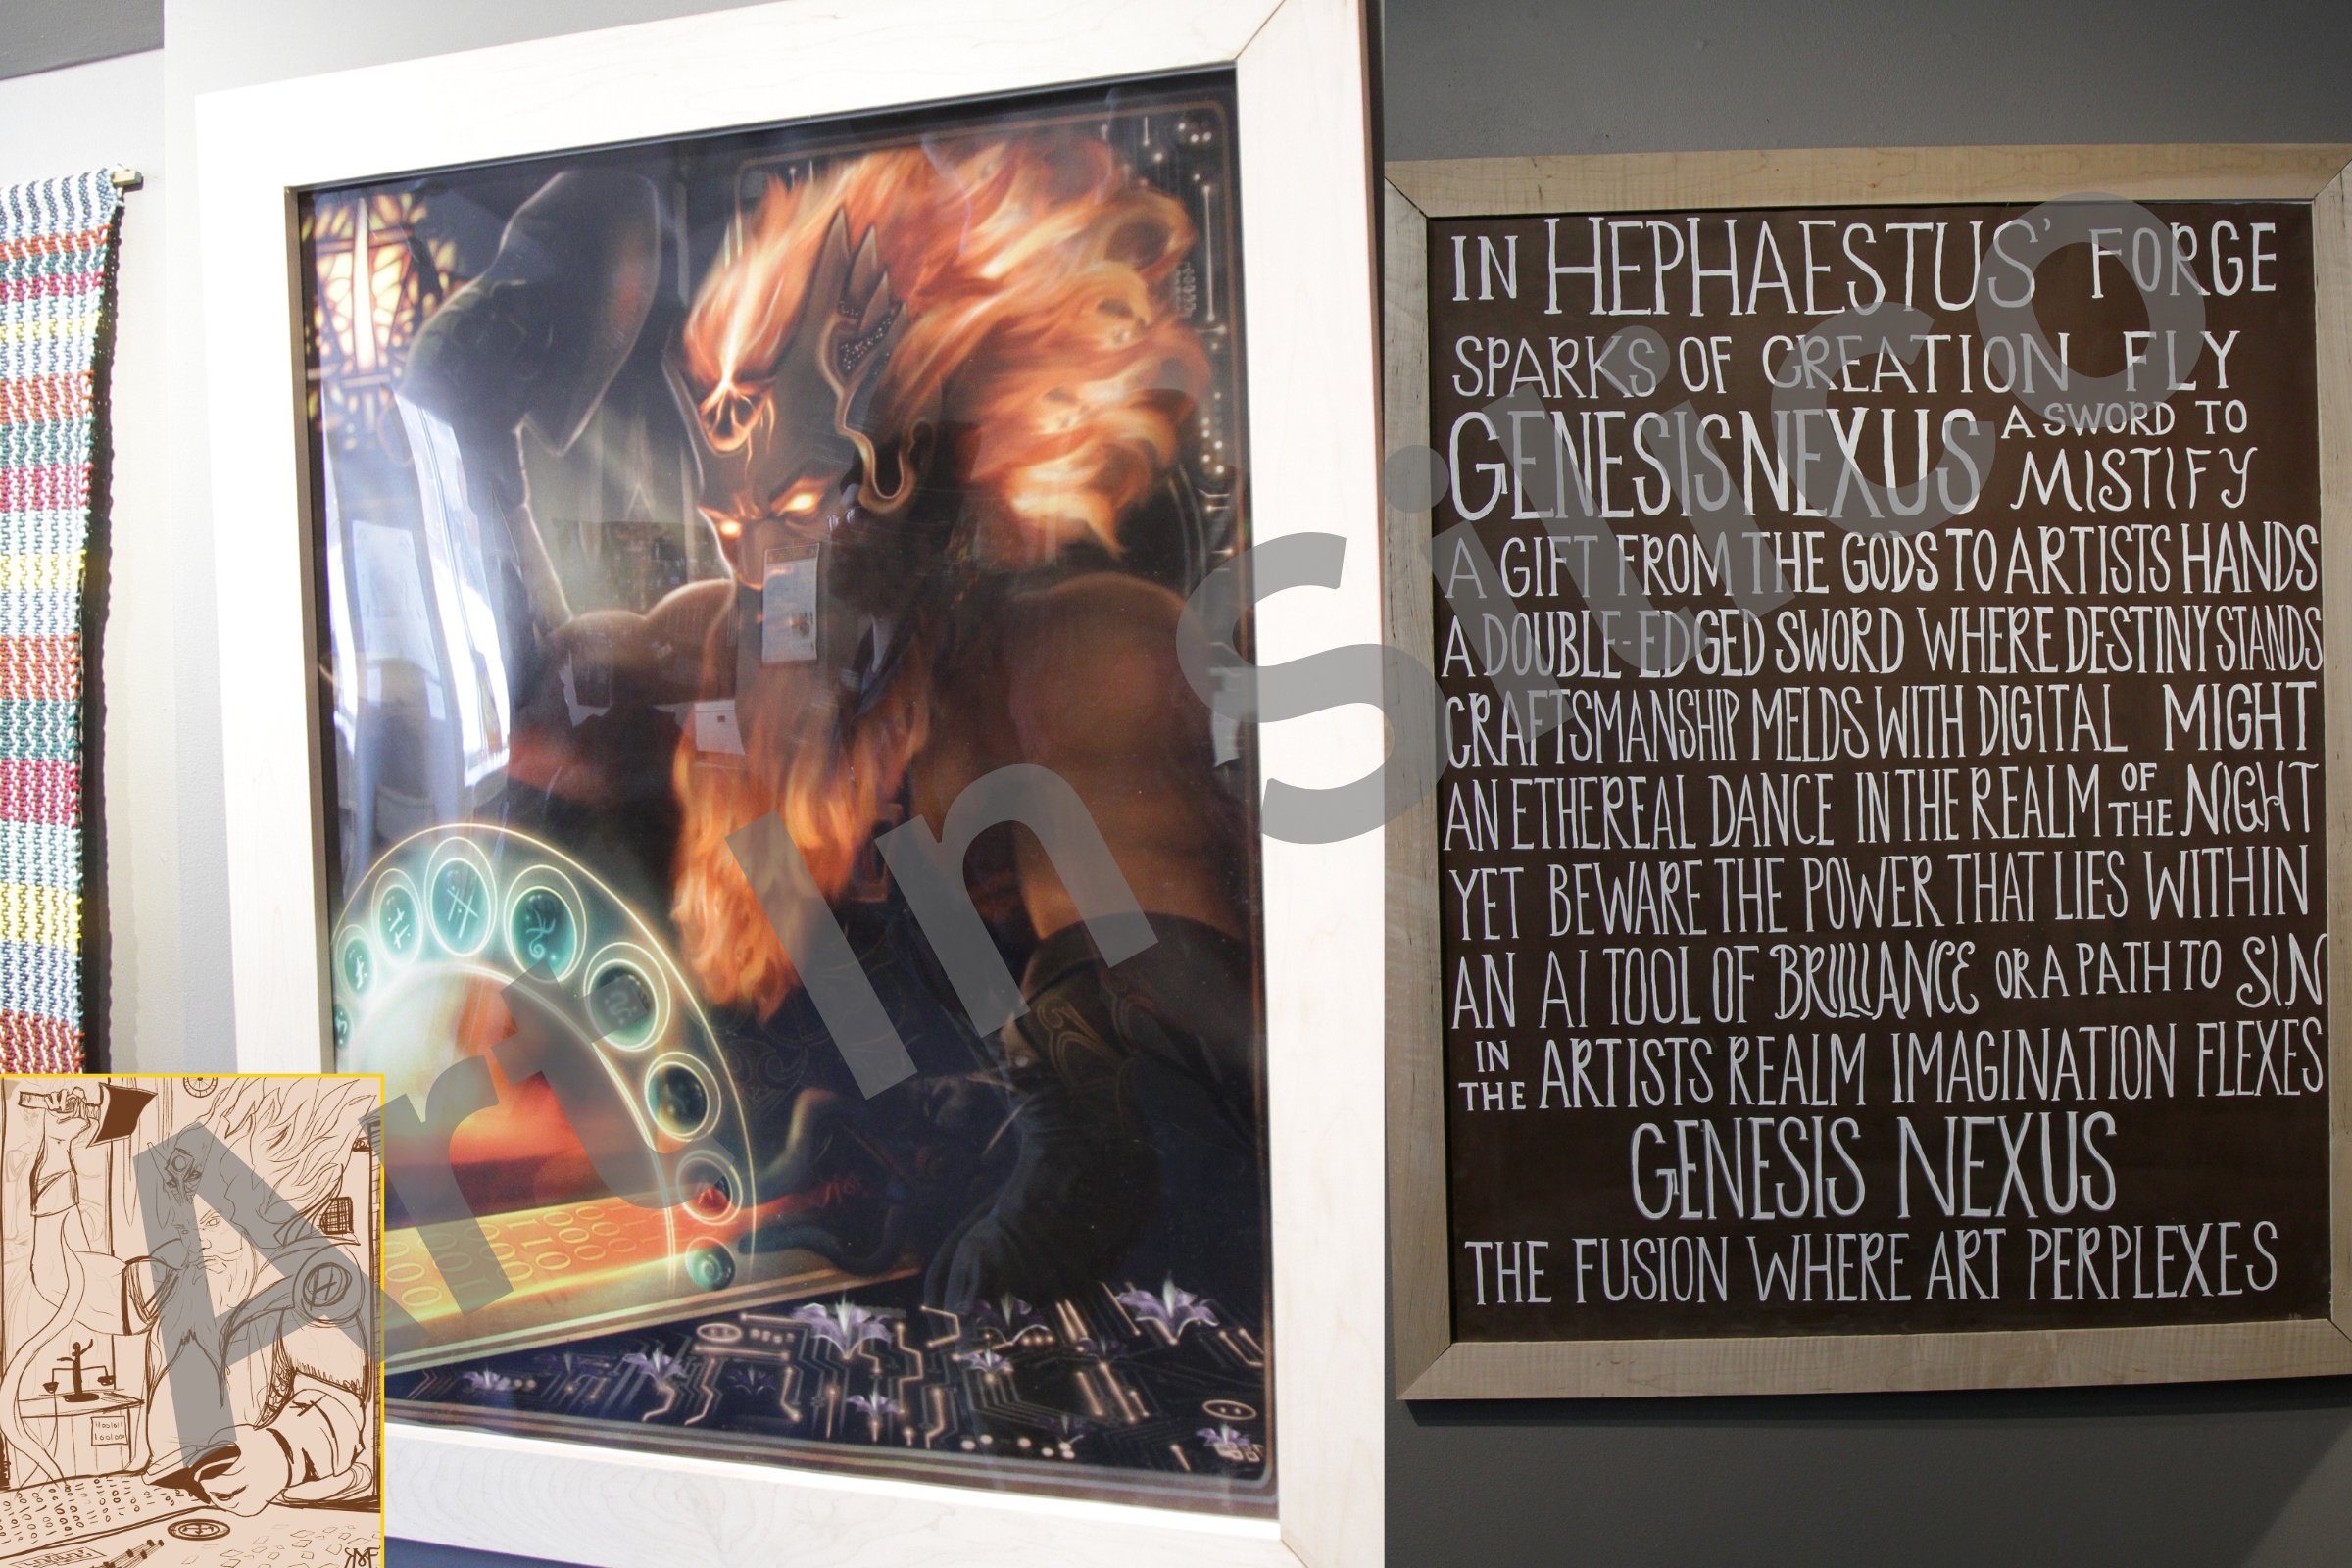 IN HEPHAESTUS' FORGE
SPARKS OF CREATION FLY
GENESIS NEXUS A SWORD TO MISTIFY
A GIFT FROM THE GODS TO ARTISTS HANDS
A DOUBLE-EDGED SWORD WHERE DESTINY STANDS
CRAFTSMANSHIP MELDS WITH DIGITAL MIGHT
AN ETHEREAL DANCE IN THE REALM OF THE NIGHT
YET BEWARE THE POWER THAT LIES WITHIN
AN AI TOOL OF BRILLIANCE OR A PATH TO SIN
IN THE ARTISTS REALM IMAGINATION FLEXES
GENESIS NEXUS
THE FUSION WHERE ART PERPLEXES
Art In Silico